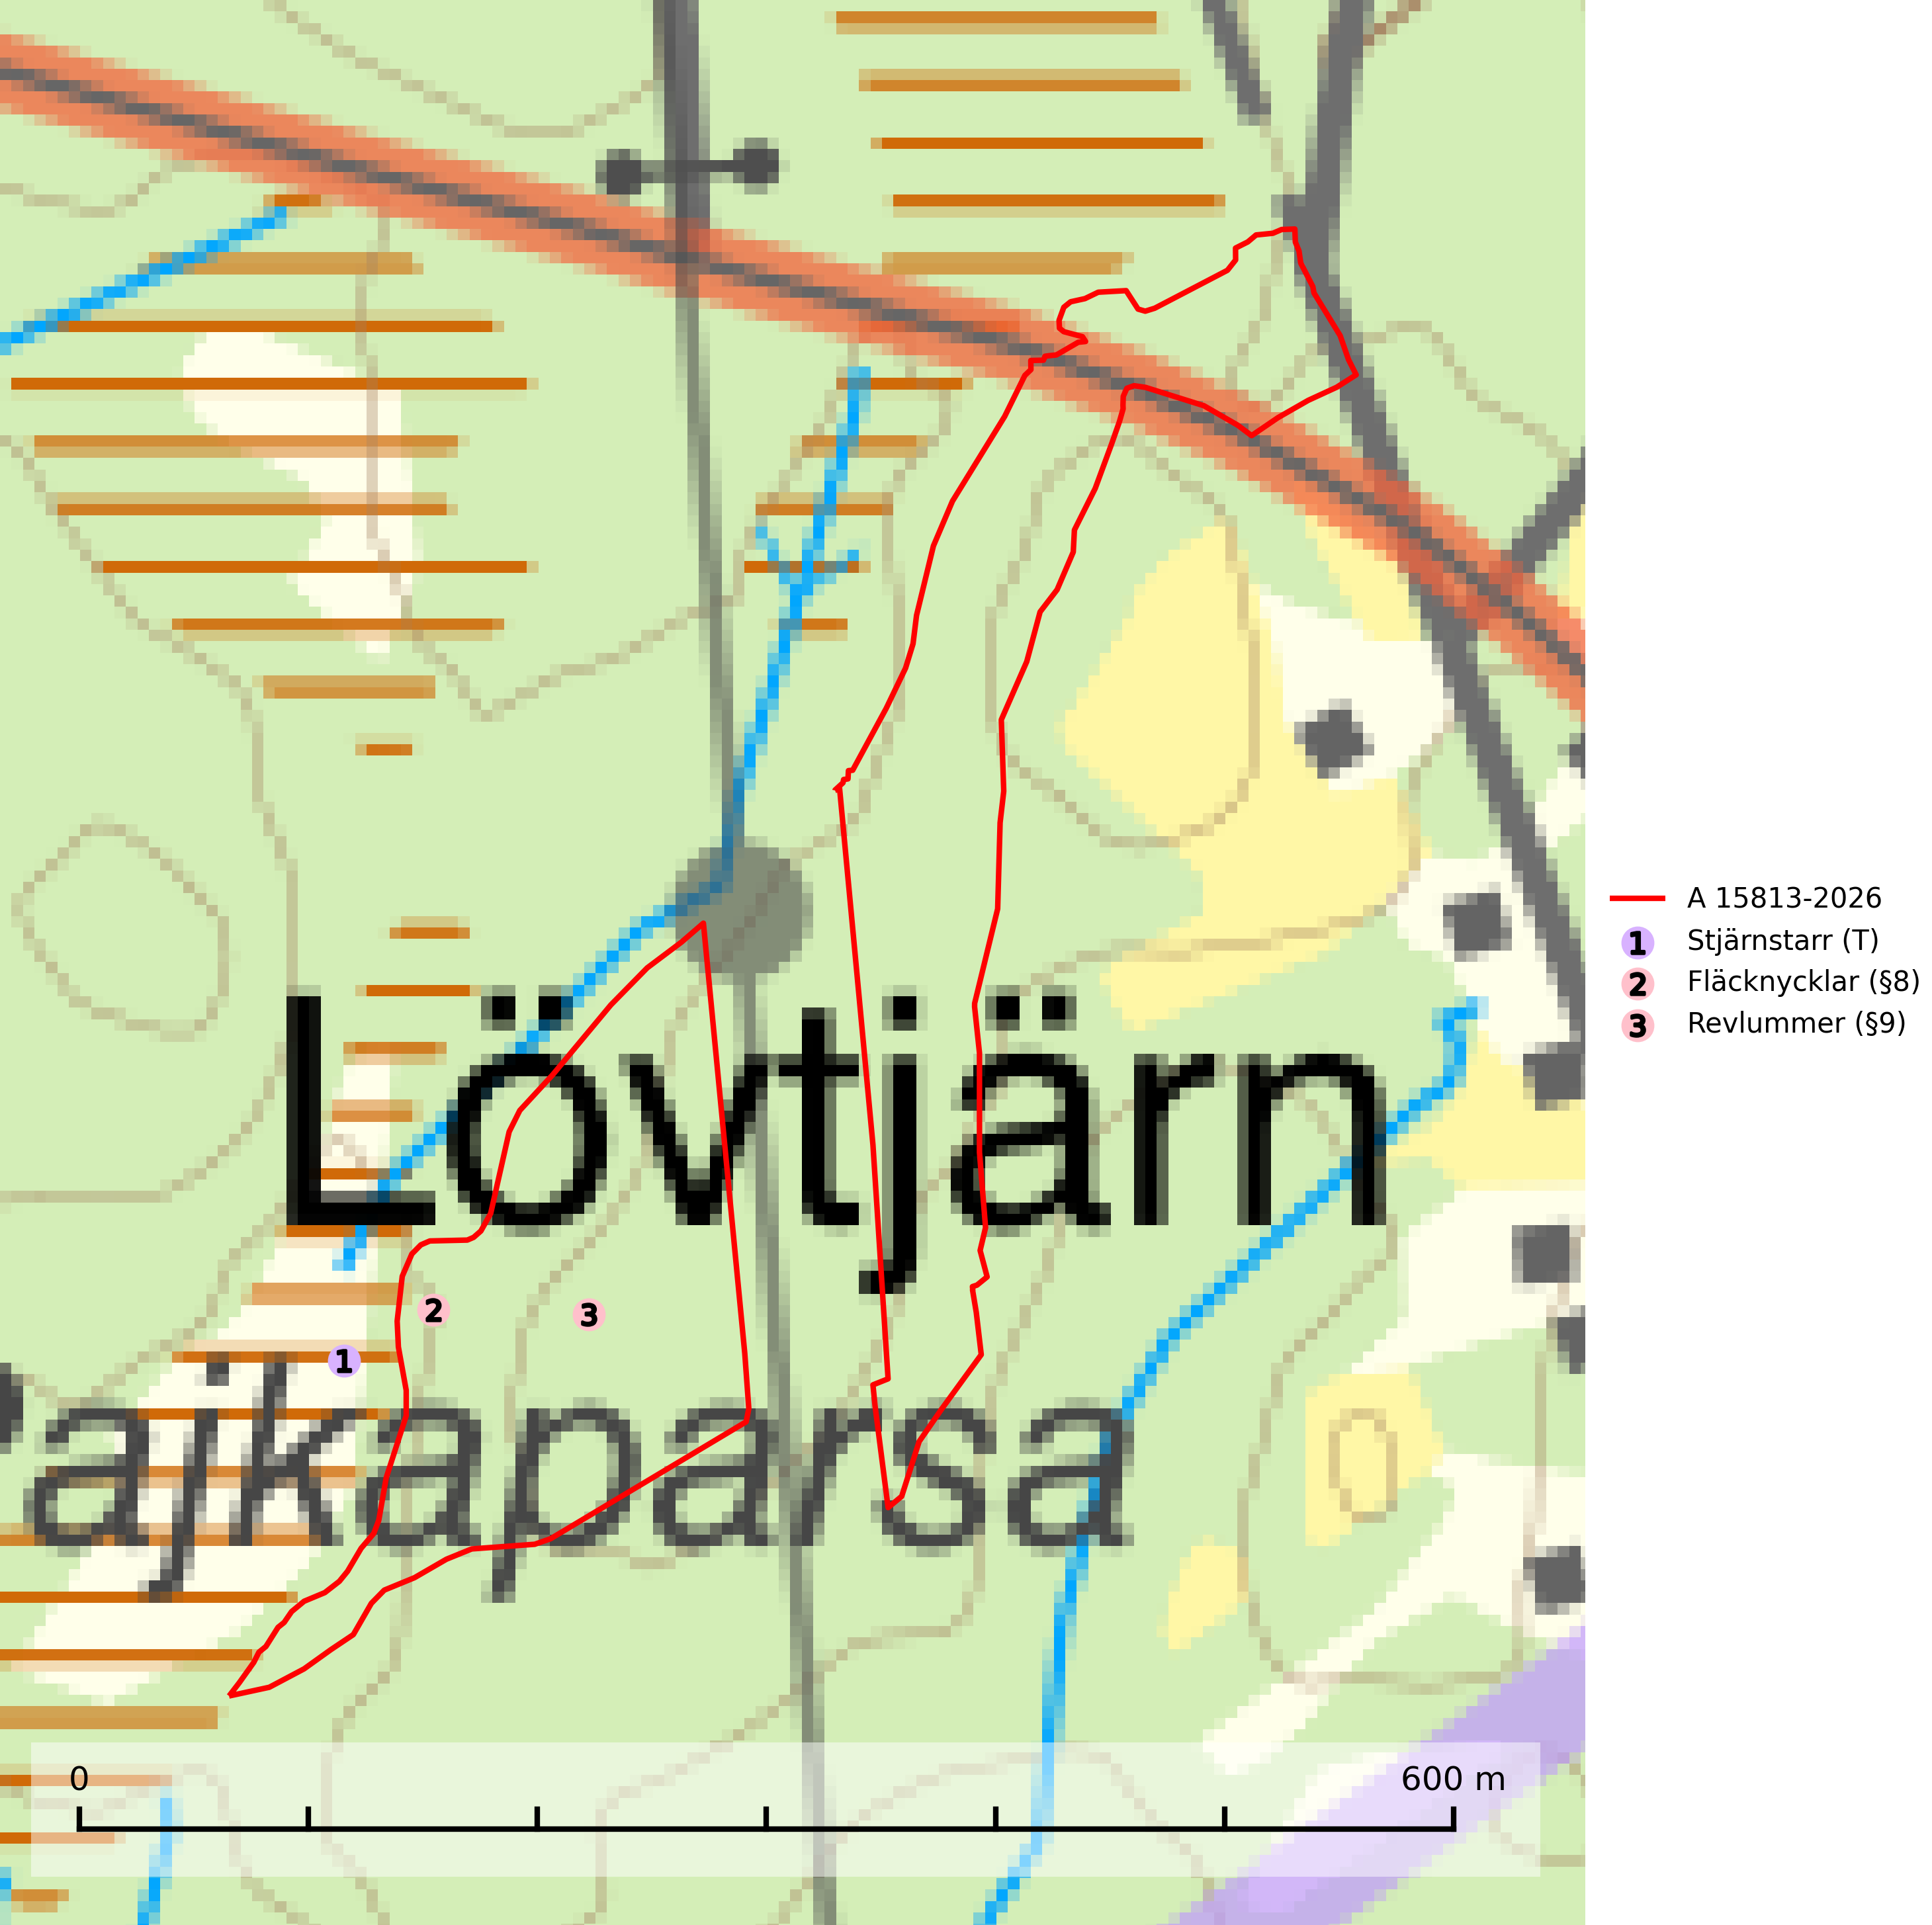 Lövtjärn
ajkaparsa
0 600 m
A 15813-2026
1 Stjärnstarr (T)
2 Fläcknycklar (§8)
3 Revlummer (§9)
2
3
1